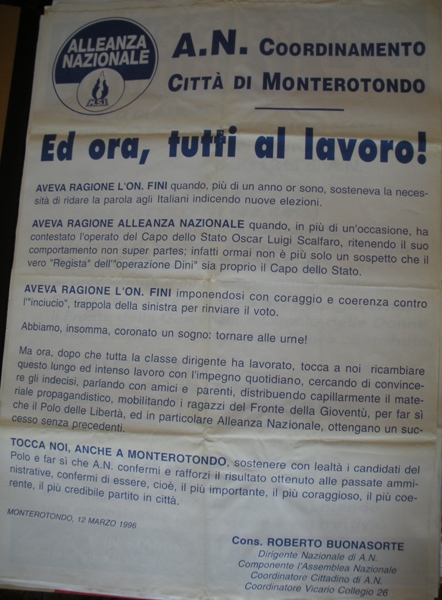 ALLEANZA
NAZIONALE
M.S.I.
A.N. COORDINAMENTO
CITTÀ DI MONTEROTONDO
Ed ora, tutti al lavoro!
AVEVA RAGIONE L'ON. FINI quando, più di un anno or sono, sosteneva la neces-
sità di ridare la parola agli Italiani indicendo nuove elezioni.
AVEVA RAGIONE ALLEANZA NAZIONALE quando, in più di un'occasione, ha
contestato l'operato del Capo dello Stato Oscar Luigi Scalfaro, ritenendo il suo
comportamento non super partes; infatti ormai non è più solo un sospetto che il
vero "Regista" dell'"operazione Dini" sia proprio il Capo dello Stato.
AVEVA RAGIONE L'ON. FINI imponendosi con coraggio e coerenza contro
l'"inciucio", trappola della sinistra per rinviare il voto.
Abbiamo, insomma, coronato un sogno: tornare alle urne!
Ma ora, dopo che tutta la classe dirigente ha lavorato, tocca a noi ricambiare
questo lungo ed intenso lavoro con l'impegno quotidiano, cercando di convince-
re gli indecisi, parlando con amici e parenti, distribuendo capillarmente il mate-
riale propagandistico, mobilitando i ragazzi del Fronte della Gioventù, per far sì
che il Polo delle Libertà, ed in particolare Alleanza Nazionale, ottengano un suc-
cesso senza precedenti.
TOCCA NOI, ANCHE A MONTEROTONDO, sostenere con lealtà i candidati del
Polo e far sì che A.N. confermi e rafforzi il risultato ottenuto alle passate ammi-
nistrative, confermi di essere, cioè, il più importante, il più coraggioso, il più coe-
rente, il più credibile partito in città.
MONTEROTONDO, 12 MARZO 1996
Cons. ROBERTO BUONASORTE
Dirigente Nazionale di A.N.
Componente l'Assemblea Nazionale
Coordinatore Cittadino di A.N.
Coordinatore Vicario Collegio 26